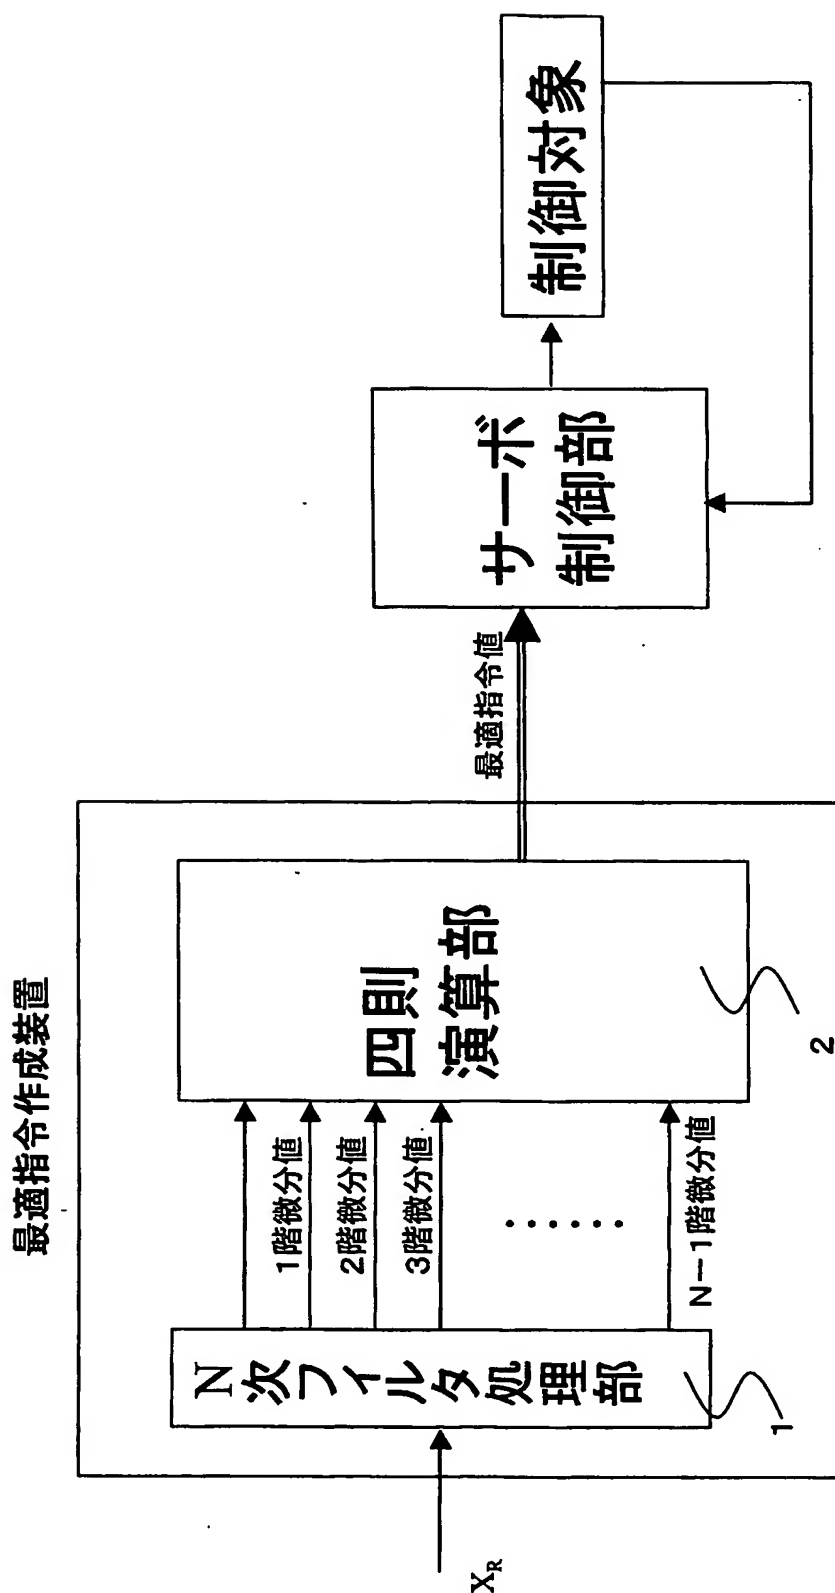 最適指令作成装置
X_R
N次フィルタ処理部
1
1階微分値
2階微分値
3階微分値
・・・・・・
N−1階微分値
四則
演算部
2
最適指令値
サーボ
制御部
制御対象